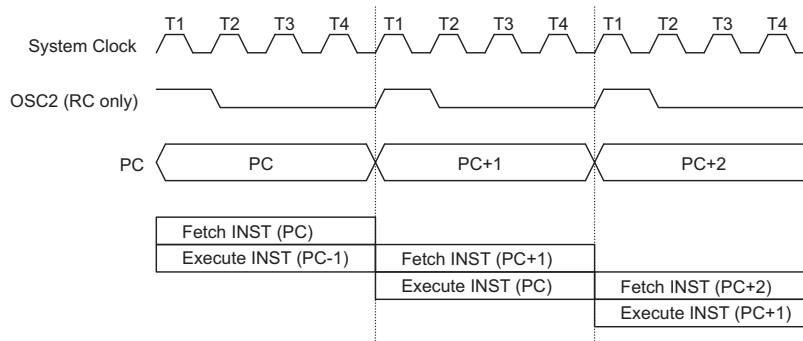 T1 T2 T3 T4 T1 T2 T3 T4 T1 T2 T3 T4
System Clock
OSC2 (RC only)
PC PC PC+1 PC+2
Fetch INST (PC)
Execute INST (PC-1) Fetch INST (PC+1)
Execute INST (PC) Fetch INST (PC+2)
Execute INST (PC+1)